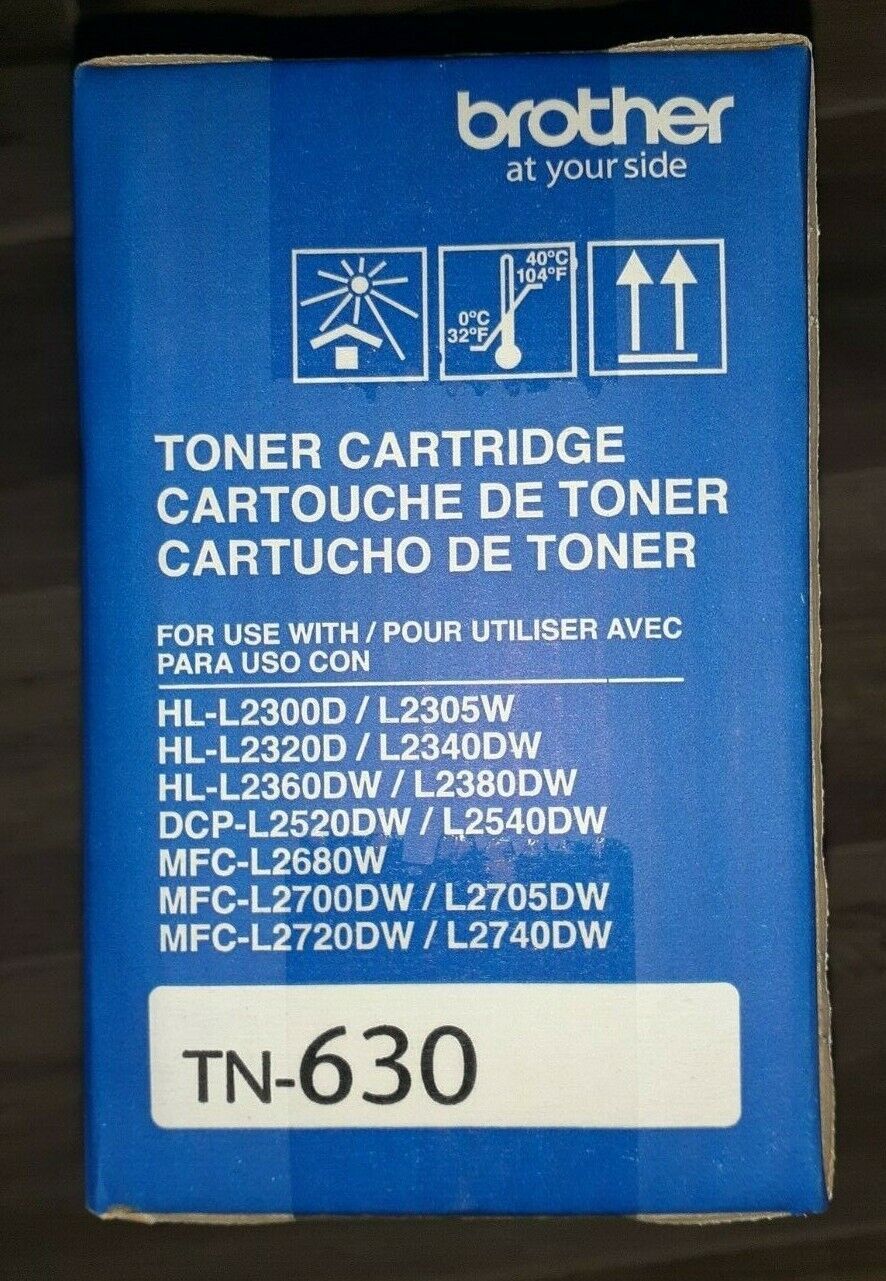 brother
at your side
40°C
104°F
0°C
32°F
TONER CARTRIDGE
CARTOUCHE DE TONER
CARTUCHO DE TONER
FOR USE WITH / POUR UTILISER AVEC
PARA USO CON
HL-L2300D / L2305W
HL-L2320D / L2340DW
HL-L2360DW / L2380DW
DCP-L2520DW / L2540DW
MFC-L2680W
MFC-L2700DW / L2705DW
MFC-L2720DW / L2740DW
TN-630